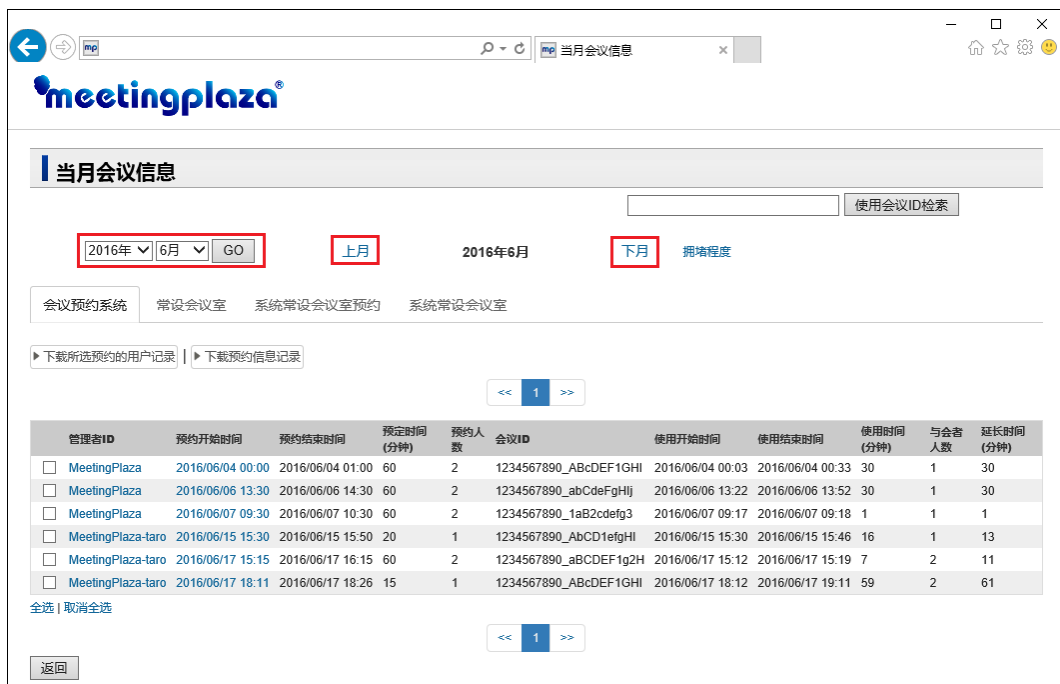 mp
mp 当月会议信息
meetingplaza®
当月会议信息
使用会议ID检索
2016年 6月 GO 上月 2016年6月 下月 拥堵程度
会议预约系统 常设会议室 系统常设会议室预约 系统常设会议室
下载所选预约的用户记录 | 下载预约信息记录
<< 1 >>
管理者ID 预约开始时间 预约结束时间 预定时间(分钟) 预约人数 会议ID 使用开始时间 使用结束时间 使用时间(分钟) 与会者人数 延长时间(分钟)
MeetingPlaza 2016/06/04 00:00 2016/06/04 01:00 60 2 1234567890_ABcDEF1GHI 2016/06/04 00:03 2016/06/04 00:33 30 1 30
MeetingPlaza 2016/06/06 13:30 2016/06/06 14:30 60 2 1234567890_abCdeFgHIj 2016/06/06 13:22 2016/06/06 13:52 30 1 30
MeetingPlaza 2016/06/07 09:30 2016/06/07 10:30 60 2 1234567890_1aB2cdefg3 2016/06/07 09:17 2016/06/07 09:18 1 1 1
MeetingPlaza-taro 2016/06/15 15:30 2016/06/15 15:50 20 1 1234567890_AbCD1efgHI 2016/06/15 15:30 2016/06/15 15:46 16 1 13
MeetingPlaza-taro 2016/06/17 15:15 2016/06/17 16:15 60 2 1234567890_aBCDEF1g2H 2016/06/17 15:12 2016/06/17 15:19 7 2 11
MeetingPlaza-taro 2016/06/17 18:11 2016/06/17 18:26 15 1 1234567890_ABcDEF1GHI 2016/06/17 18:12 2016/06/17 19:11 59 2 61
全选 | 取消全选
<< 1 >>
返回